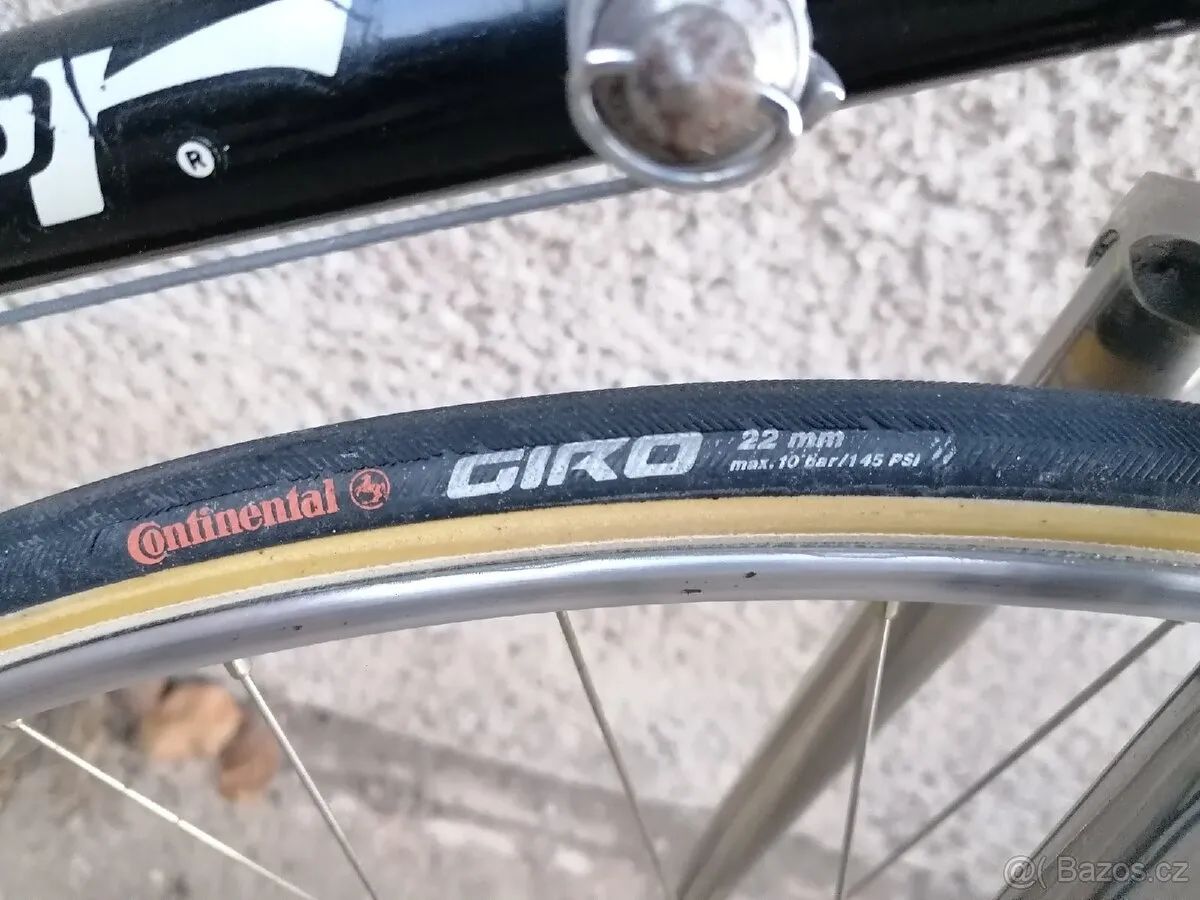 ®
Continental
GIRO
22 mm
max. 10 bar/145 PSI
@(Bazos.cz